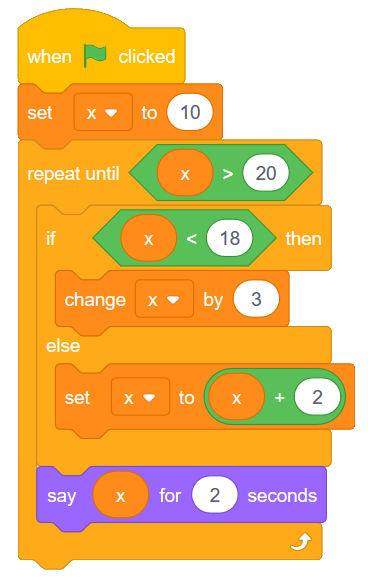 when clicked
set x to 10
repeat until x > 20
if x < 18 then
change x by 3
else
set x to x + 2
say x for 2 seconds